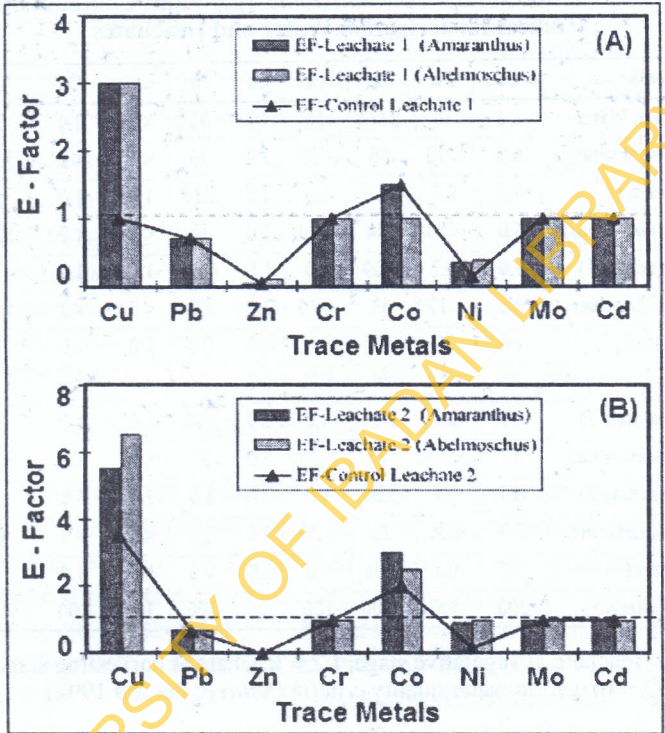 (A)
EF-Leachate 1 (Amaranthus)
EF-Leachate 1 (Abelmoschus)
EF-Control Leachate 1
4
3
2
1
0
E - Factor
Cu Pb Zn Cr Co Ni Mo Cd
Trace Metals
(B)
EF-Leachate 2 (Amaranthus)
EF-Leachate 2 (Abelmoschus)
EF-Control Leachate 2
8
6
4
2
0
E - Factor
Cu Pb Zn Cr Co Ni Mo Cd
Trace Metals
ERSITY OF IBADAN LIBRARY